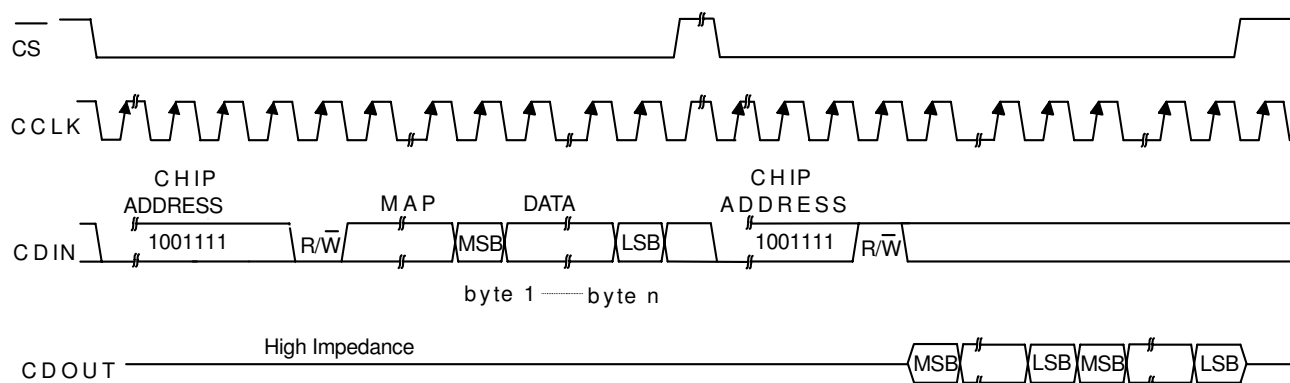 CS
CCLK
CHIP
ADDRESS
MAP
DATA
CHIP
ADDRESS
CDIN
1001111
R/W
MSB
LSB
1001111
R/W
byte 1
byte n
High Impedance
CDOUT
MSB
LSB
MSB
LSB